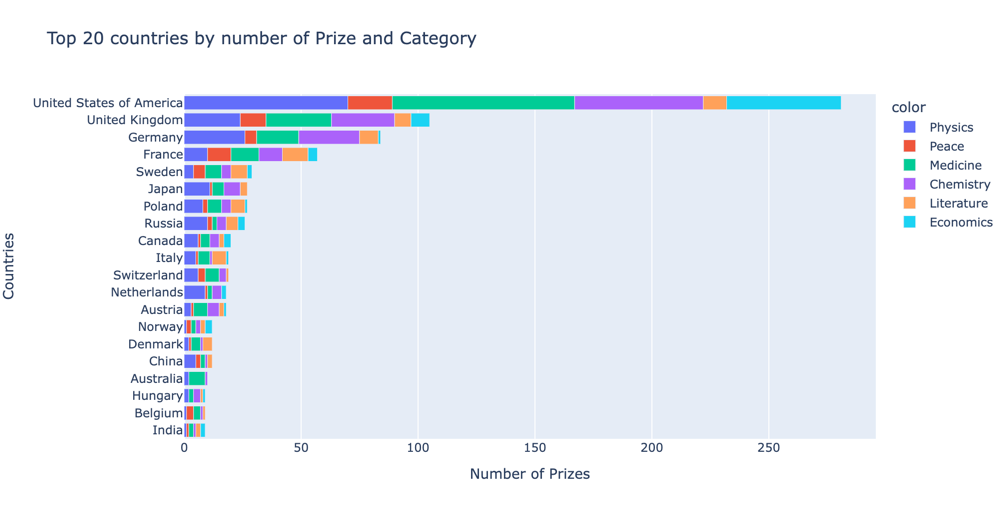 Top 20 countries by number of Prize and Category
Countries
United States of America
United Kingdom
Germany
France
Sweden
Japan
Poland
Russia
Canada
Italy
Switzerland
Netherlands
Austria
Norway
Denmark
China
Australia
Hungary
Belgium
India
0 50 100 150 200 250
Number of Prizes
color
Physics
Peace
Medicine
Chemistry
Literature
Economics